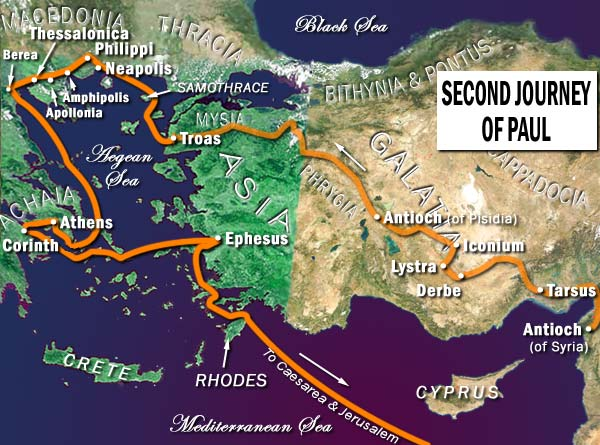 Black Sea
MACEDONIA
THRACIA
Thessalonica
Philippi
Berea
Neapolis
SAMOTHRACE
BITHYNIA & PONTUS
SECOND JOURNEY
OF PAUL
Amphipolis
Apollonia
MYSIA
Troas
Aegean
Sea
ASIA
PHRYGIA
GALATIA
CAPPADOCIA
ACHAIA
Athens
Corinth
Ephesus
Antioch (of Pisidia)
Iconium
Lystra
Derbe
Tarsus
Antioch
(of Syria)
CRETE
RHODES
To Caesarea & Jerusalem
CYPRUS
Mediterranean Sea